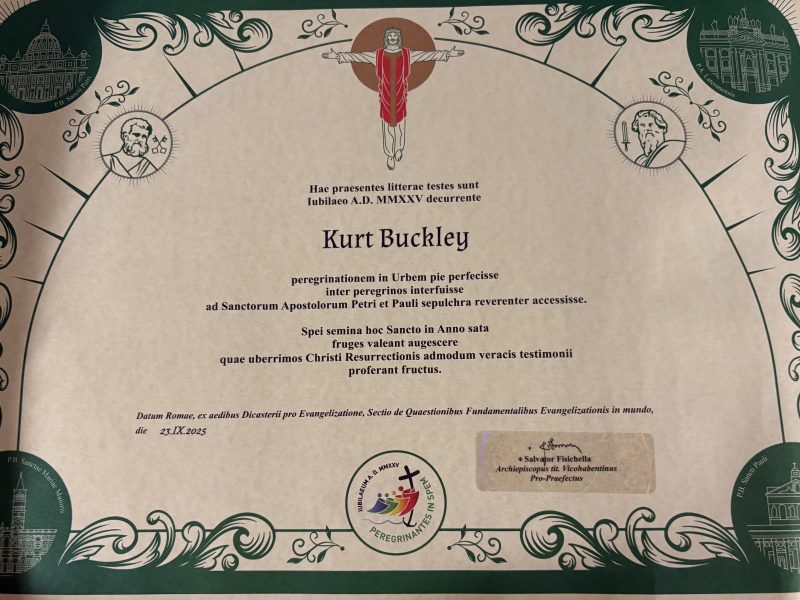 P.B. Sancti Petri
P.A. Lateranensis
Hae praesentes litterae testes sunt
Iubilaeo A.D. MMXXV decurrente
Kurt Buckley
peregrinationem in Urbem pie perfecisse
inter peregrinos interfuisse
ad Sanctorum Apostolorum Petri et Pauli sepulchra reverenter accessisse.
Spei semina hoc Sancto in Anno sata
fruges valeant augescere
quae uberrimos Christi Resurrectionis admodum veracis testimonii
proferant fructus.
Datum Romae, ex aedibus Dicasterii pro Evangelizatione, Sectio de Quaestionibus Fundamentalibus Evangelizationis in mundo,
die 23.IX.2025
+ Salvator Fisichella
Archiepiscopus tit. Vicohabentinus
Pro-Praefectus
P.B. Sanctae Mariae Maioris
IUBILAEUM A. D. MMXXV
PEREGRINANTES IN SPEM
P.B. Sancti Pauli